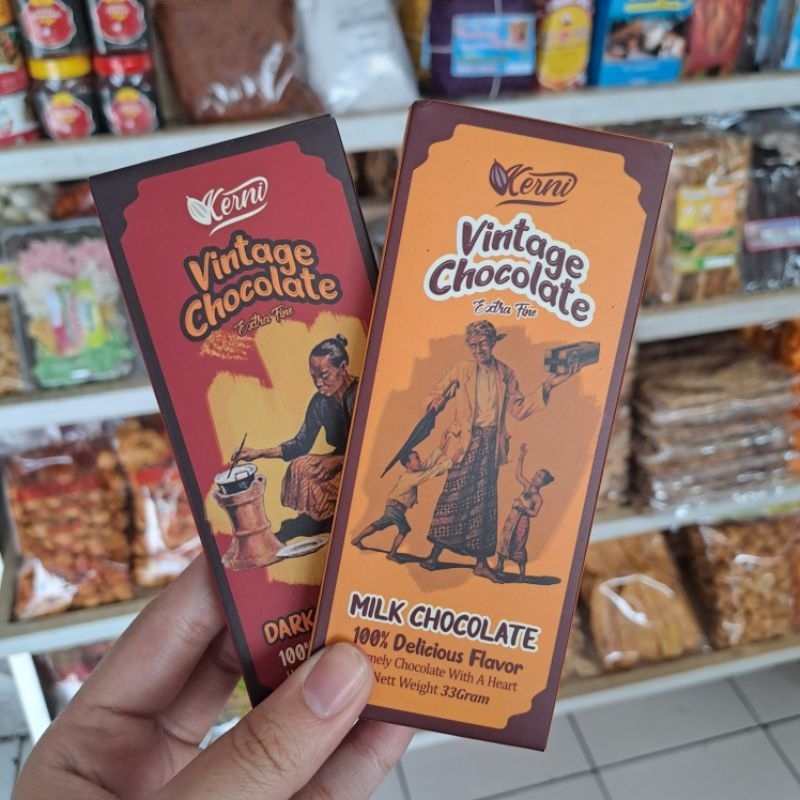 Kerni
Vintage
Chocolate
Extra Fine
DARK
100%
Kerni
Vintage
Chocolate
Extra Fine
MILK CHOCOLATE
100% Delicious Flavor
Chocolate With A Heart
Nett Weight 33Gram